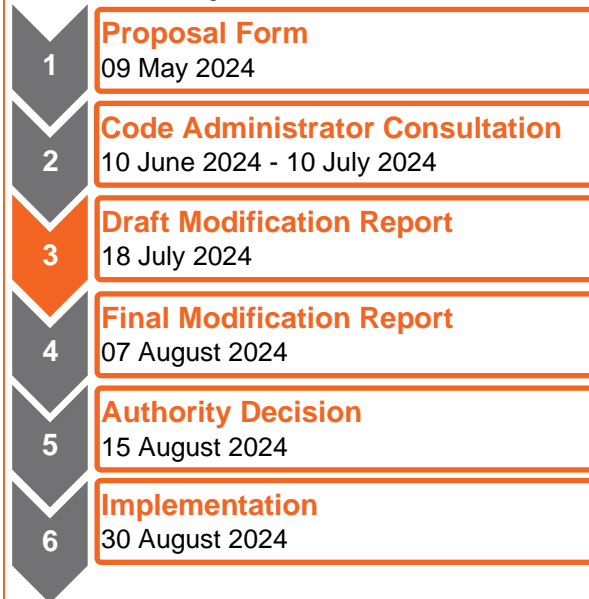 1
Proposal Form
09 May 2024
2
Code Administrator Consultation
10 June 2024 - 10 July 2024
3
Draft Modification Report
18 July 2024
4
Final Modification Report
07 August 2024
5
Authority Decision
15 August 2024
6
Implementation
30 August 2024